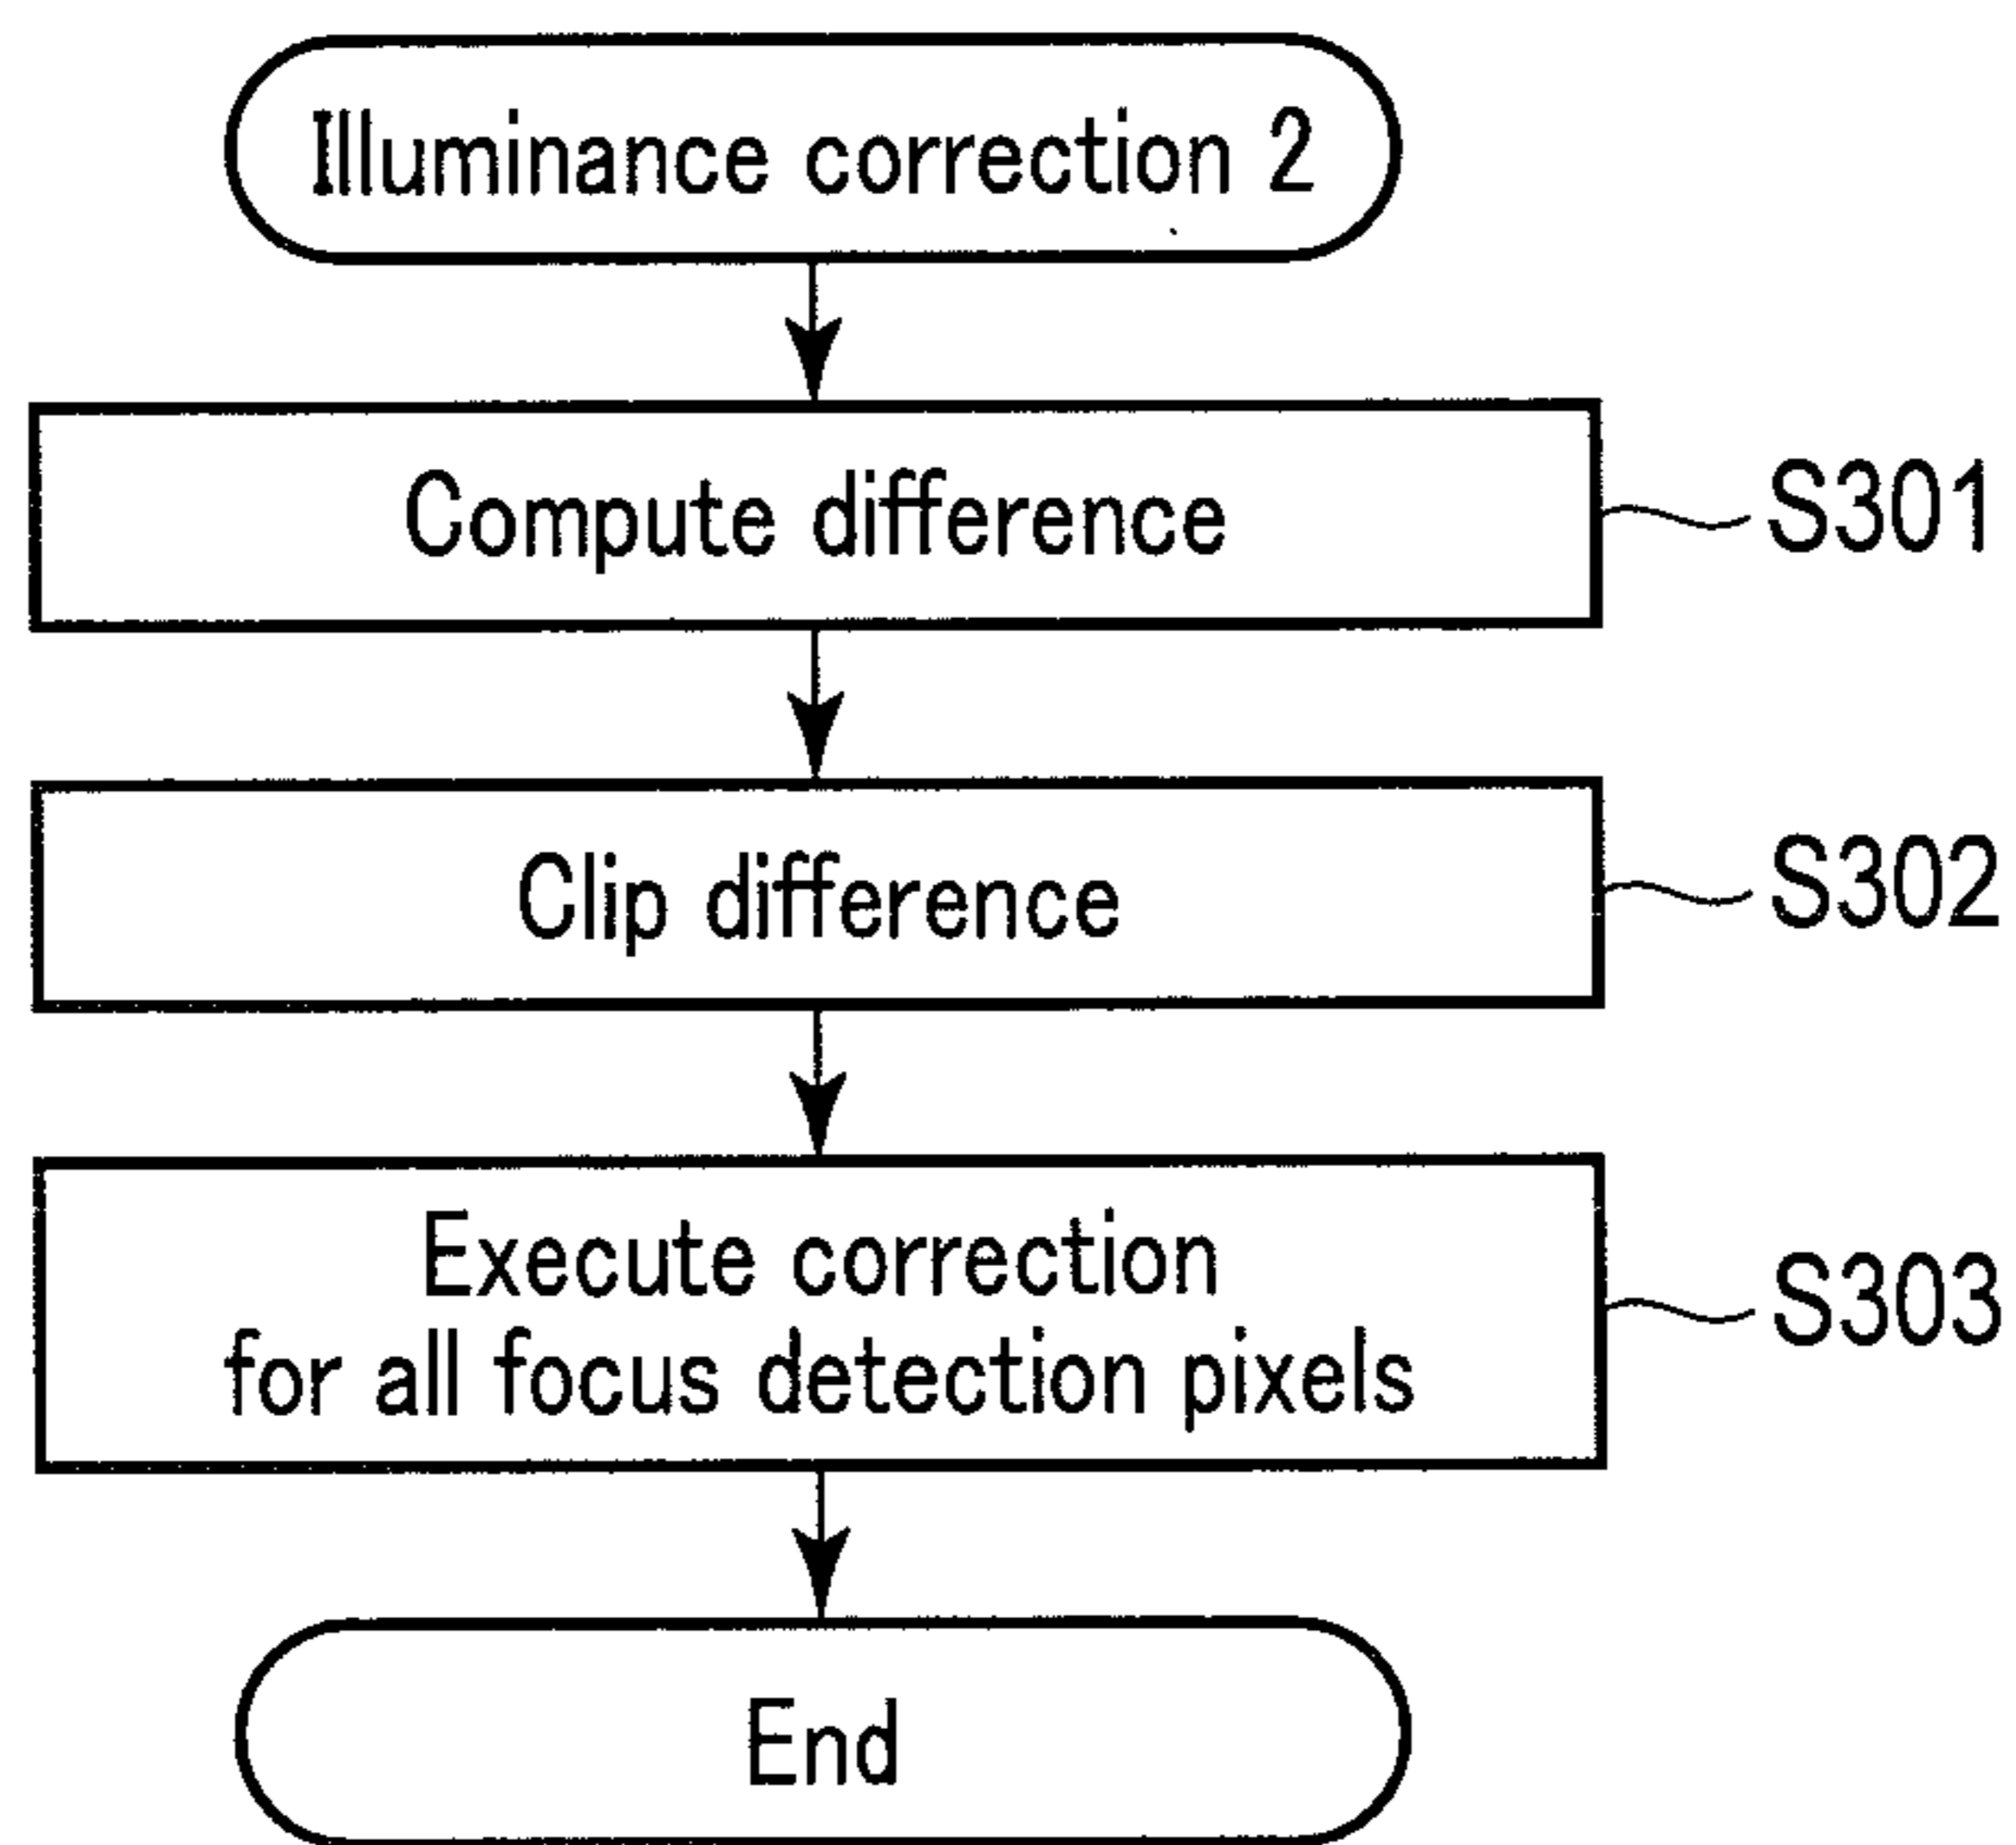 Illuminance correction 2
Compute difference
S301
Clip difference
S302
Execute correction
for all focus detection pixels
S303
End